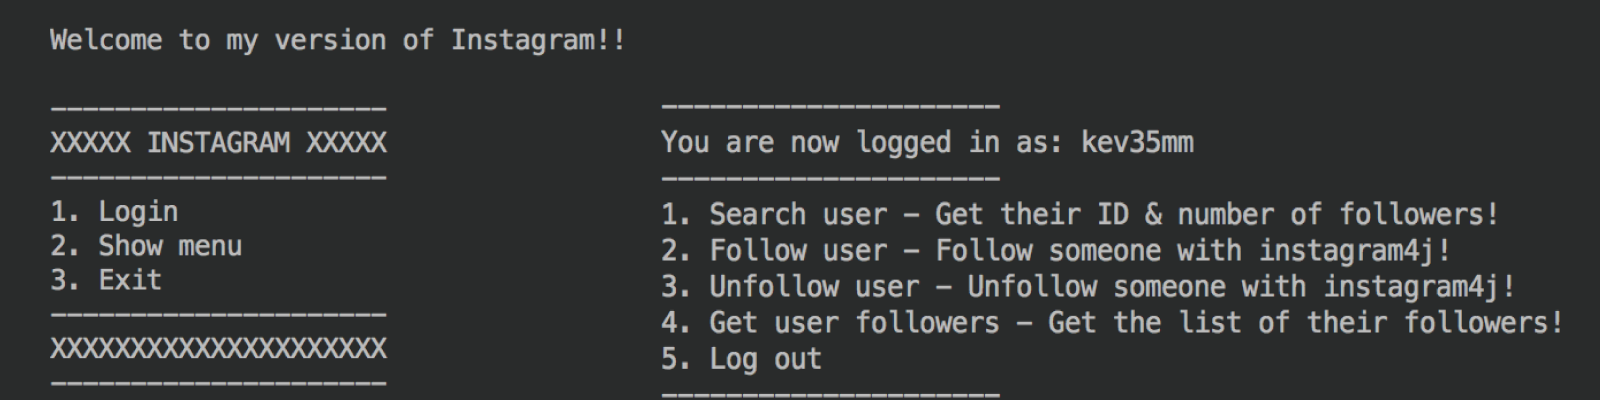 Welcome to my version of Instagram!!
---------------------
XXXXX INSTAGRAM XXXXX
---------------------
1. Login
2. Show menu
3. Exit
---------------------
XXXXXXXXXXXXXXXXXXXXX
---------------------
---------------------
You are now logged in as: kev35mm
---------------------
1. Search user - Get their ID & number of followers!
2. Follow user - Follow someone with instagram4j!
3. Unfollow user - Unfollow someone with instagram4j!
4. Get user followers - Get the list of their followers!
5. Log out
---------------------